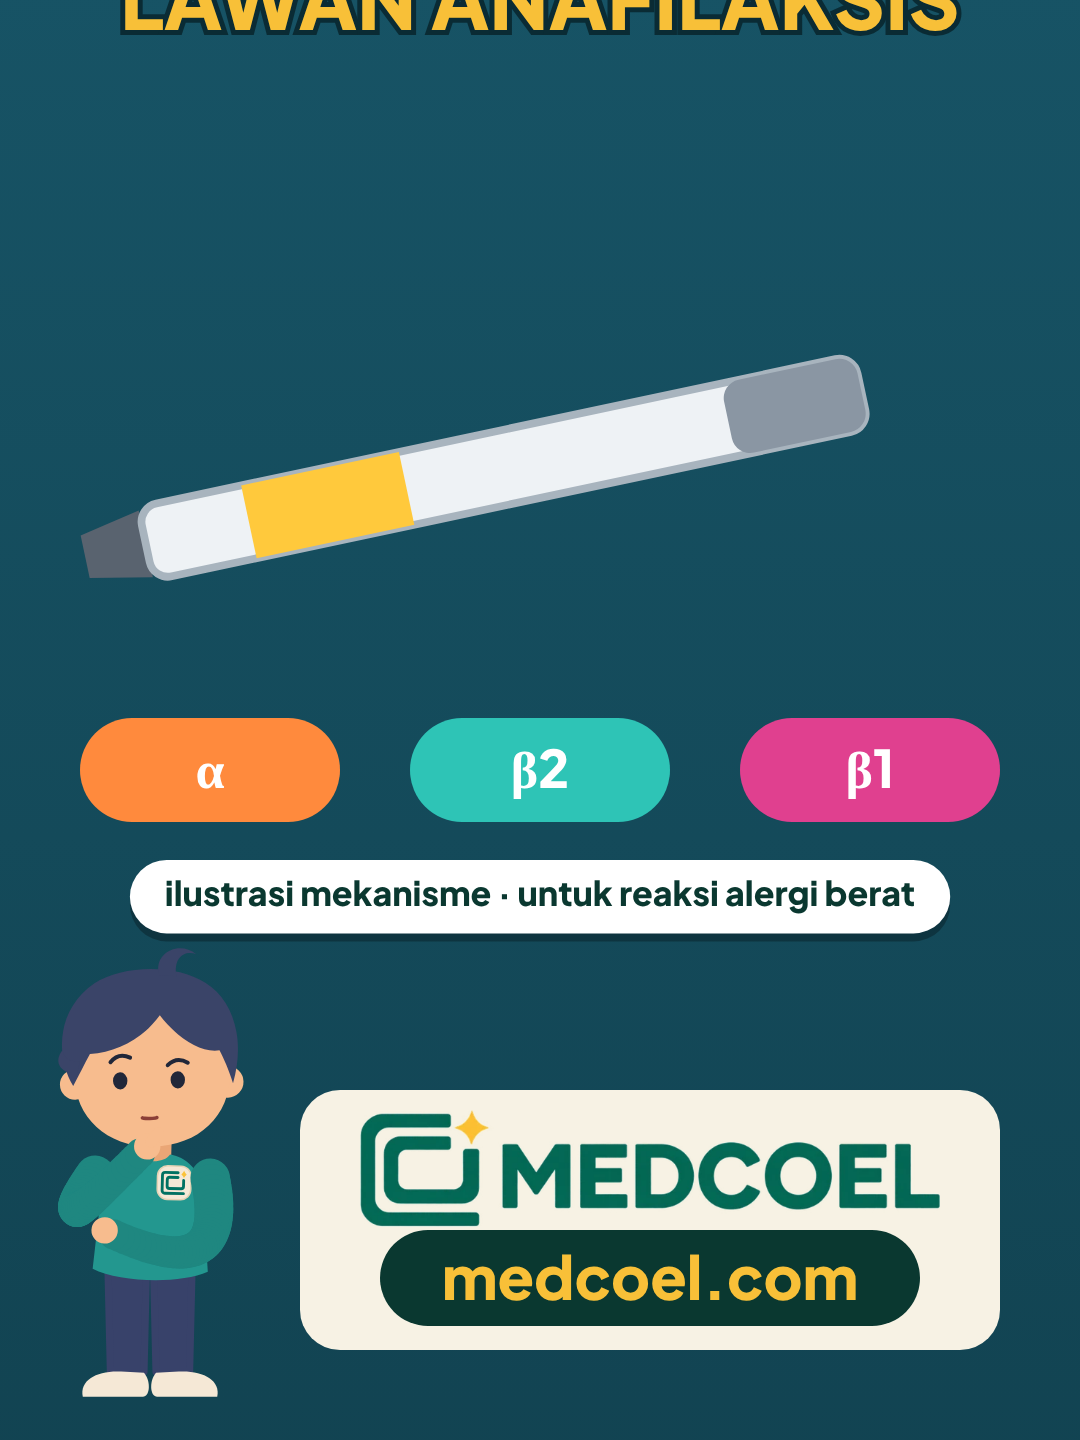 LAWAN ANAFILAKSIS
α
β2
β1
ilustrasi mekanisme · untuk reaksi alergi berat
MEDCOEL
medcoel.com